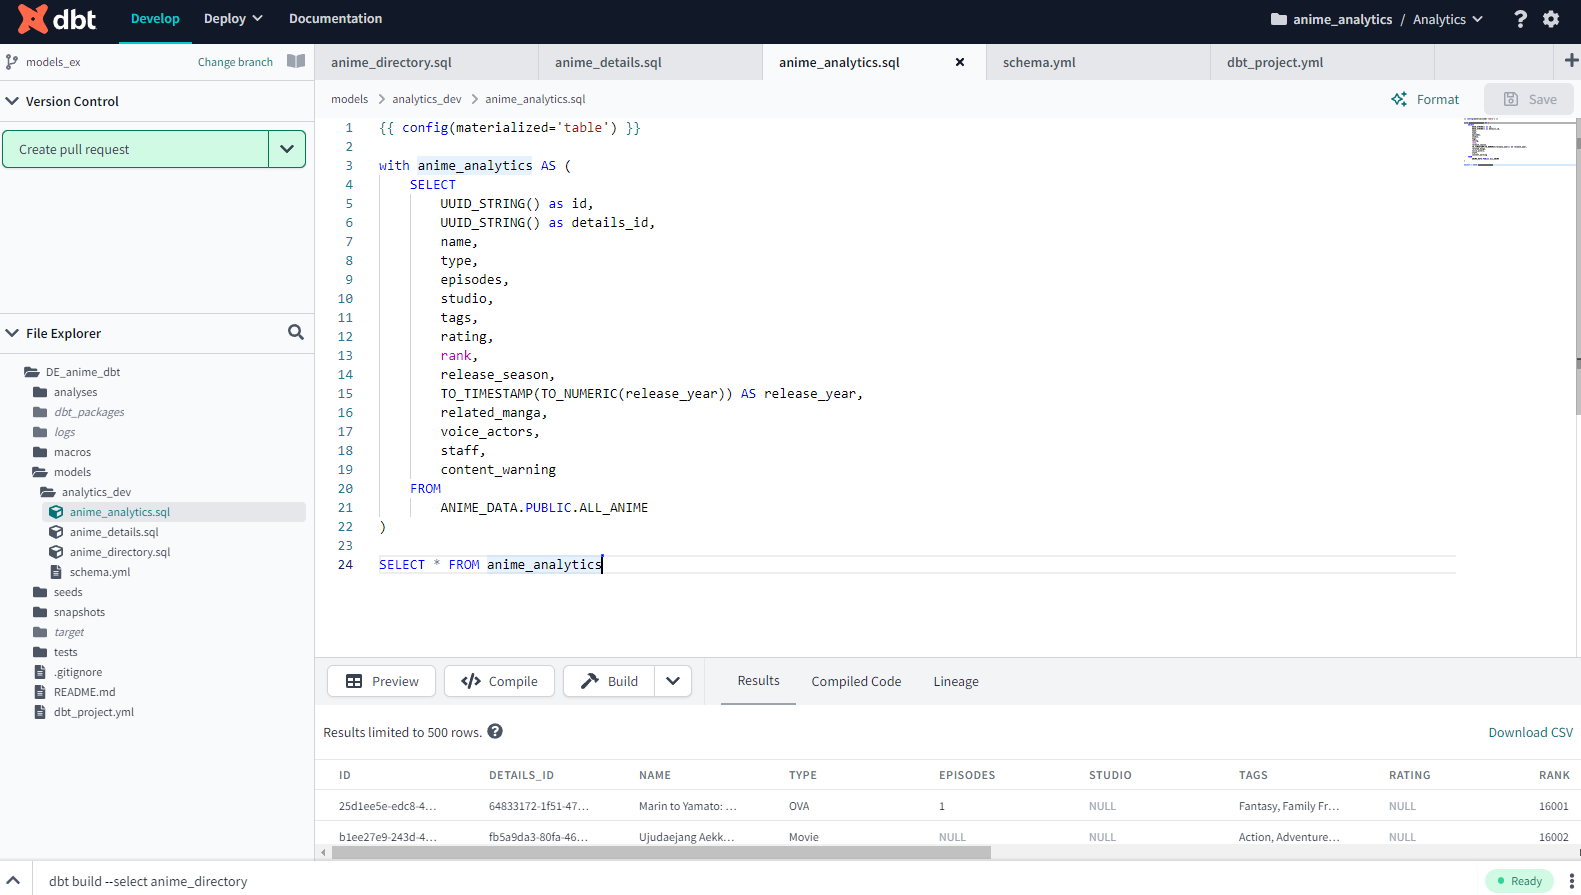 dbt Develop Deploy Documentation anime_analytics / Analytics ?
models_ex Change branch
anime_directory.sql anime_details.sql anime_analytics.sql × schema.yml dbt_project.yml +
Version Control
Create pull request
File Explorer
DE_anime_dbt
analyses
dbt_packages
logs
macros
models
analytics_dev
anime_analytics.sql
anime_details.sql
anime_directory.sql
schema.yml
seeds
snapshots
target
tests
.gitignore
README.md
dbt_project.yml
models > analytics_dev > anime_analytics.sql Format Save
1 {{ config(materialized='table') }}
2
3 with anime_analytics AS (
4 SELECT
5 UUID_STRING() as id,
6 UUID_STRING() as details_id,
7 name,
8 type,
9 episodes,
10 studio,
11 tags,
12 rating,
13 rank,
14 release_season,
15 TO_TIMESTAMP(TO_NUMERIC(release_year)) AS release_year,
16 related_manga,
17 voice_actors,
18 staff,
19 content_warning
20 FROM
21 ANIME_DATA.PUBLIC.ALL_ANIME
22 )
23
24 SELECT * FROM anime_analytics
Preview </> Compile Build Results Compiled Code Lineage
Results limited to 500 rows. ? Download CSV
ID DETAILS_ID NAME TYPE EPISODES STUDIO TAGS RATING RANK
25d1ee5e-edc8-4... 64833172-1f51-47... Marin to Yamato: ... OVA 1 NULL Fantasy, Family Fr... NULL 16001
b1ee27e9-243d-4... fb5a9da3-80fa-46... Ujudaejang Aekk... Movie NULL NULL Action, Adventure... NULL 16002
dbt build --select anime_directory Ready